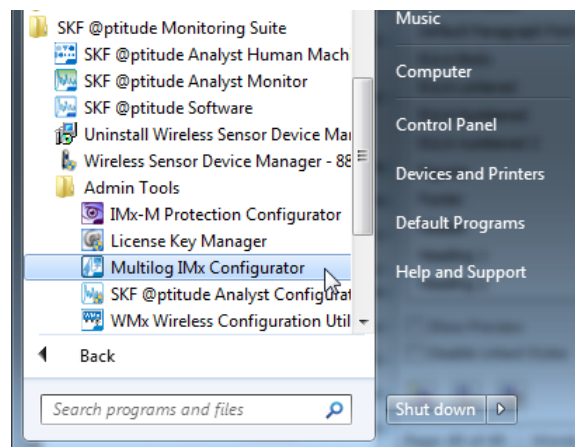 SKF @ptitude Monitoring Suite
SKF @ptitude Analyst Human Mach
SKF @ptitude Analyst Monitor
SKF @ptitude Software
Uninstall Wireless Sensor Device Mar
Wireless Sensor Device Manager - 88
Admin Tools
IMx-M Protection Configurator
License Key Manager
Multilog IMx Configurator
SKF @ptitude Analyst Configurat
WMx Wireless Configuration Util
Back
Search programs and files
Music
Computer
Control Panel
Devices and Printers
Default Programs
Help and Support
Shut down